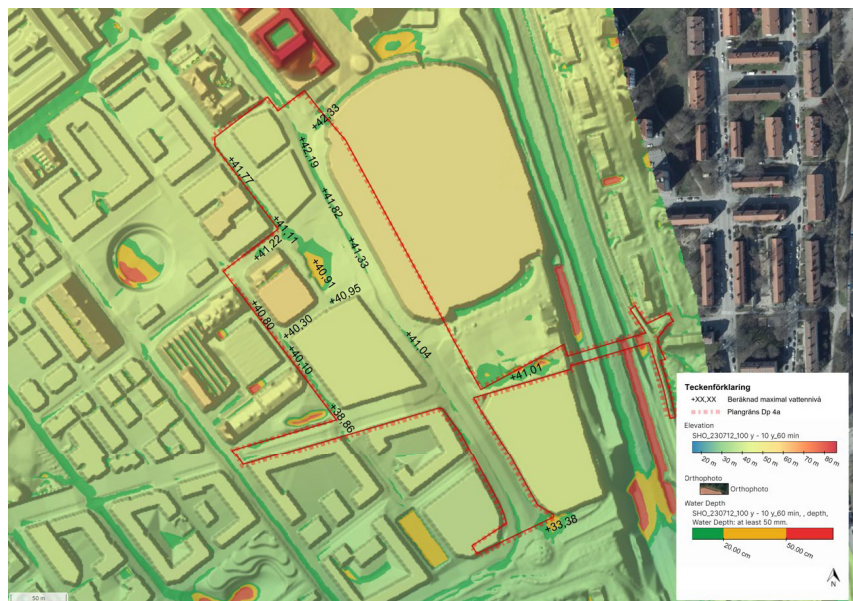 +42,33
+42,19
+41,77
+41,82
+41,11
+41,22
+41,33
+40,91
+40,95
+40,80
+40,30
+41,04
+40,10
+41,01
+38,86
+33,38
Teckenförklaring
+XX,XX Beräknad maximal vattennivå
Plangräns Dp 4a
Elevation
SHO_230712_100 y - 10 y_60 min
20 m 30 m 40 m 50 m 60 m 70 m 80 m
Orthophoto
Orthophoto
Water Depth
SHO_230712_100 y - 10 y_60 min, , depth,
Water Depth: at least 50 mm.
20.00 cm 50.00 cm
N
50 m